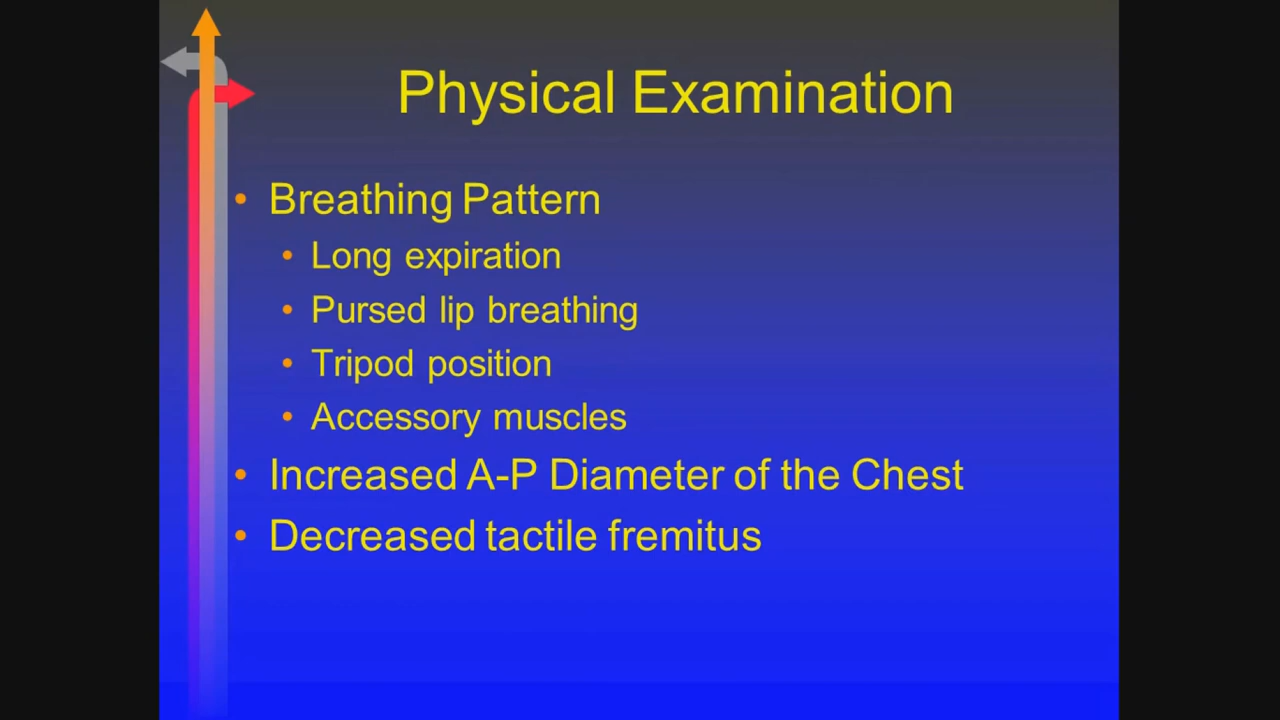 Physical Examination
• Breathing Pattern
• Long expiration
• Pursed lip breathing
• Tripod position
• Accessory muscles
• Increased A-P Diameter of the Chest
• Decreased tactile fremitus